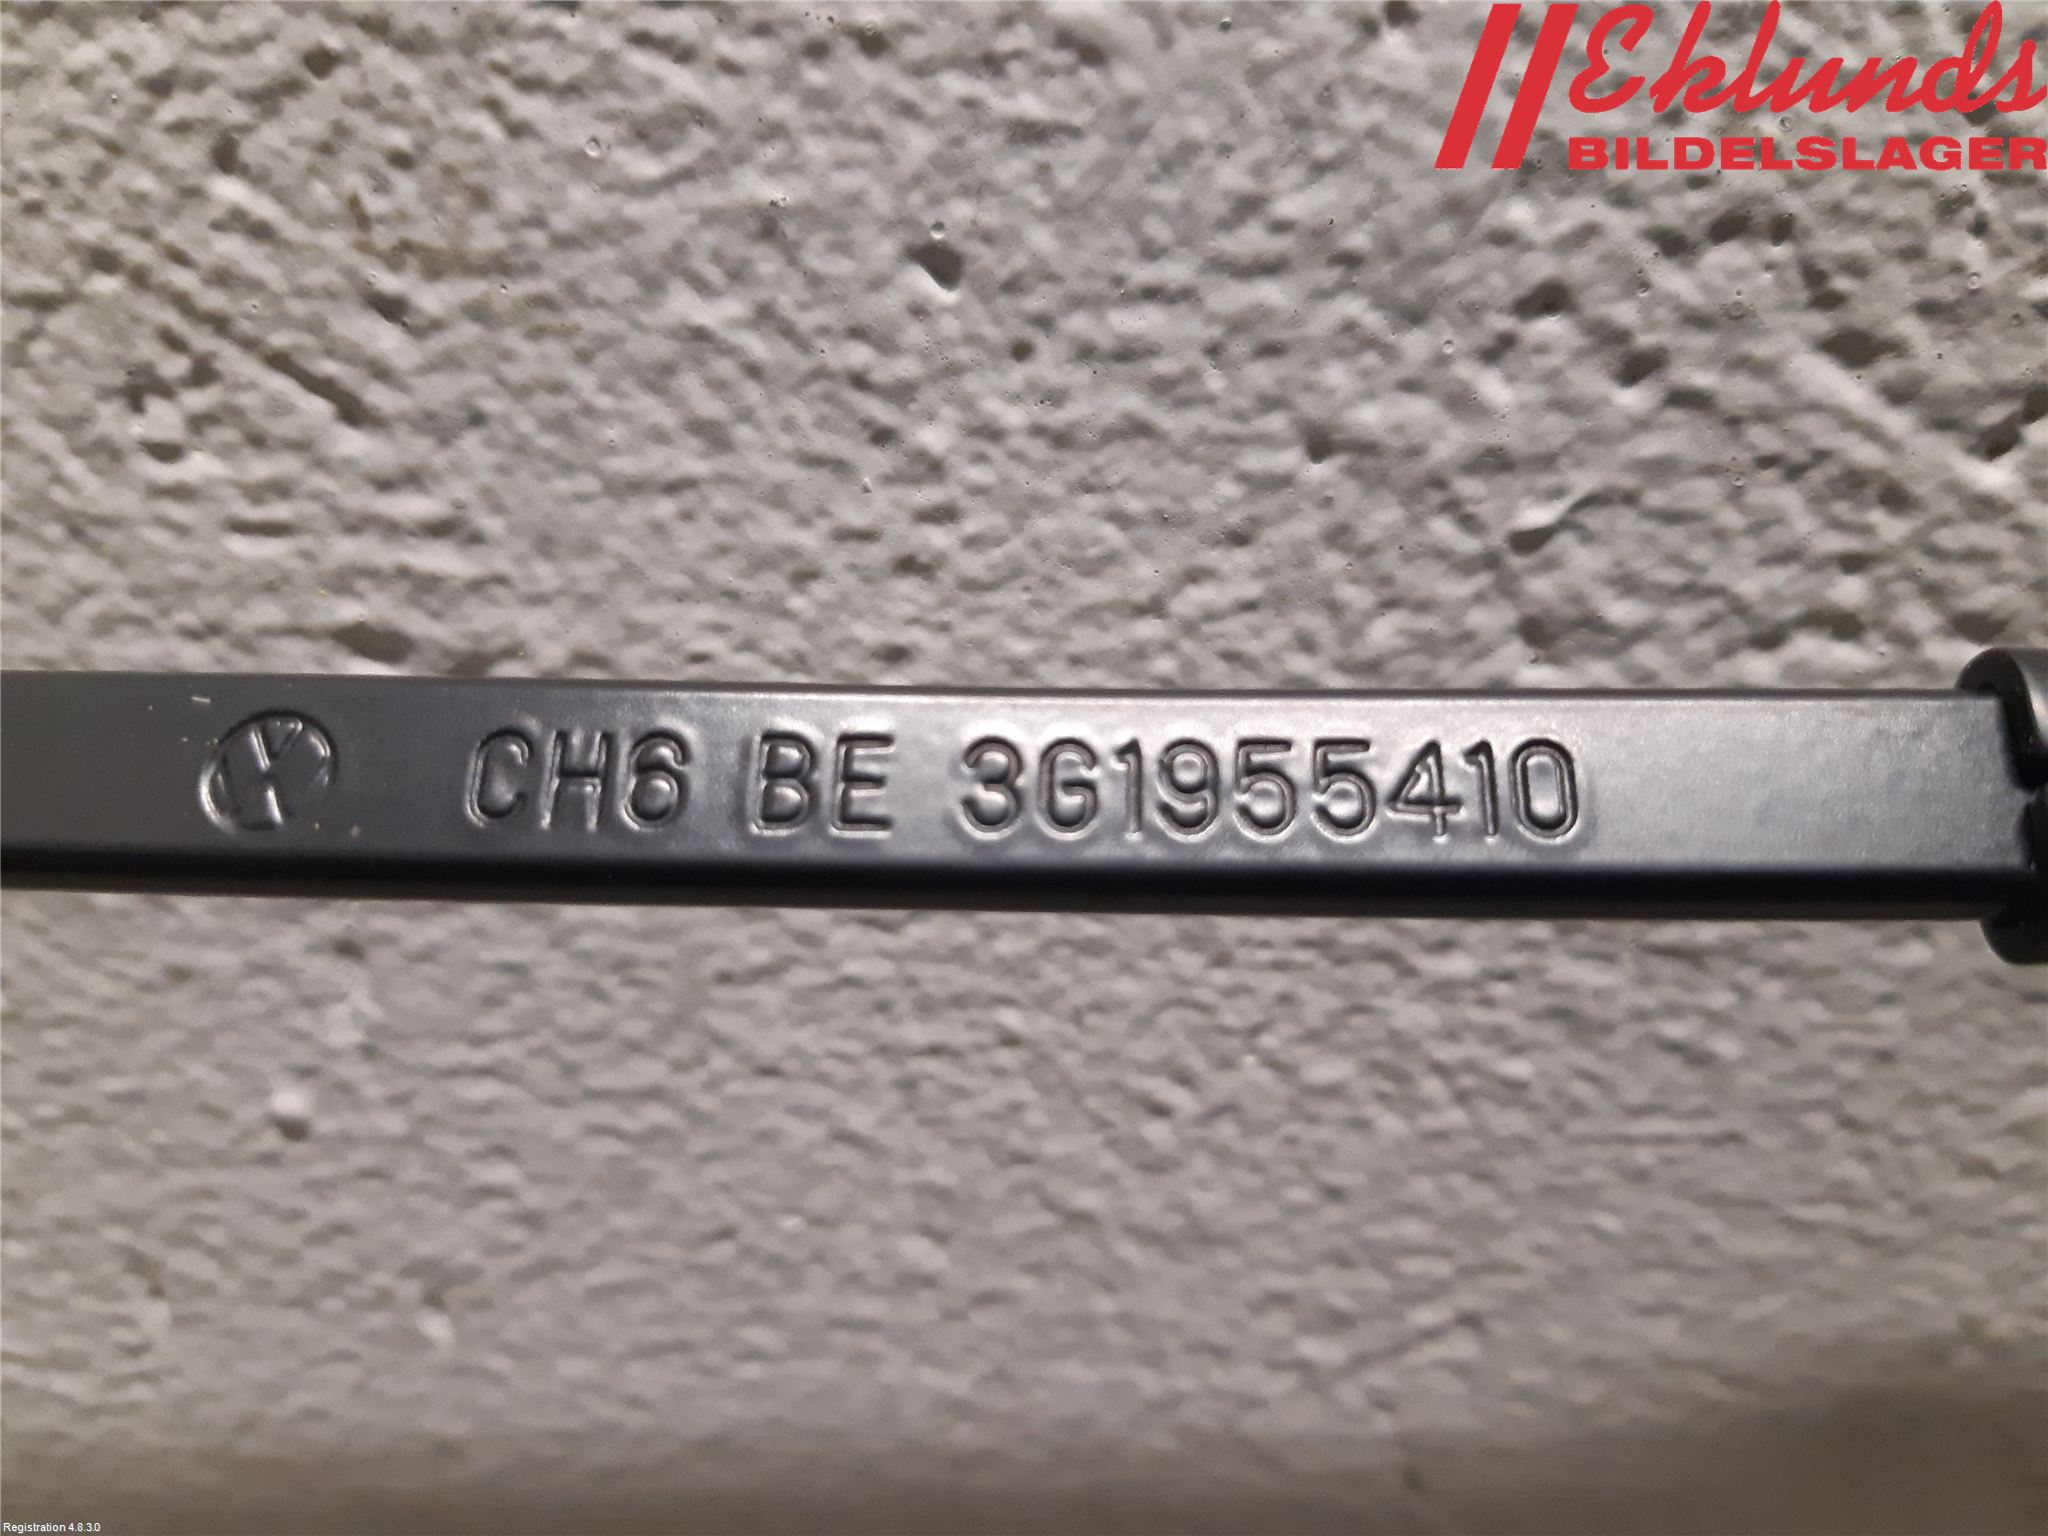 Eklunds
BILDELSLAGER
CH6 BE 3G1955410
Registration 4.8.3.0